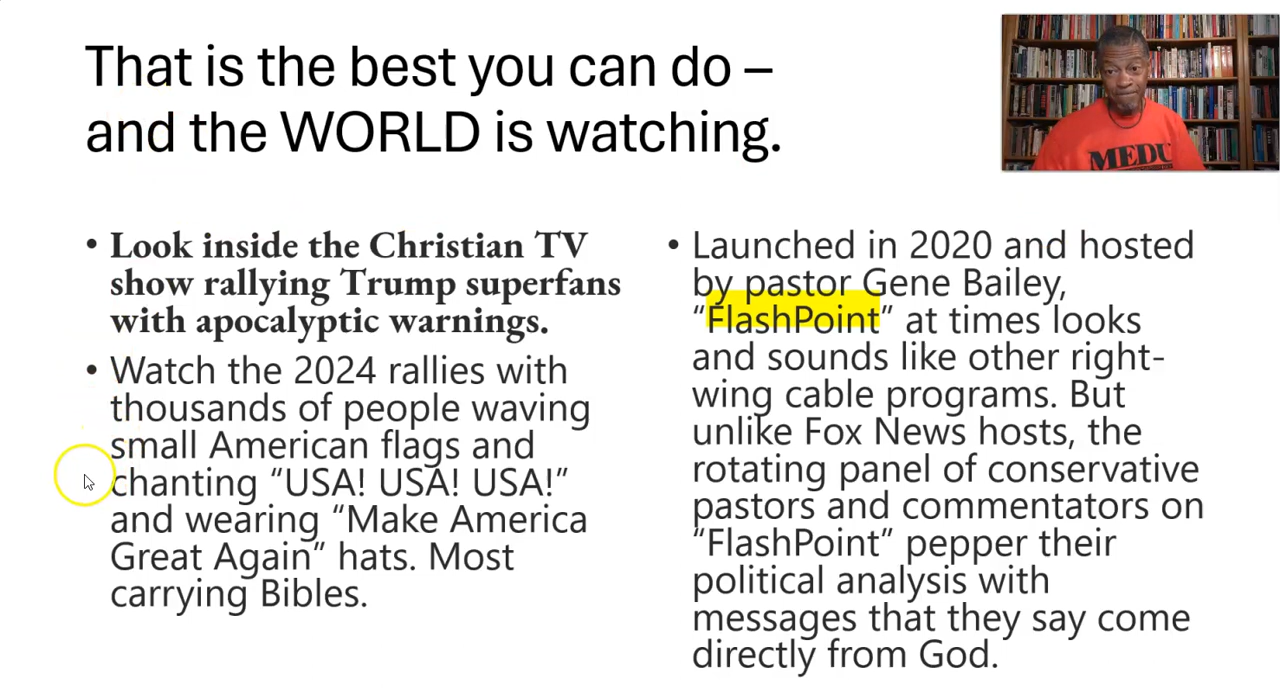 That is the best you can do –
and the WORLD is watching.
MEDU
• Look inside the Christian TV
show rallying Trump superfans
with apocalyptic warnings.
• Watch the 2024 rallies with
thousands of people waving
small American flags and
chanting “USA! USA! USA!”
and wearing “Make America
Great Again” hats. Most
carrying Bibles.
• Launched in 2020 and hosted
by pastor Gene Bailey,
“FlashPoint” at times looks
and sounds like other right-
wing cable programs. But
unlike Fox News hosts, the
rotating panel of conservative
pastors and commentators on
“FlashPoint” pepper their
political analysis with
messages that they say come
directly from God.